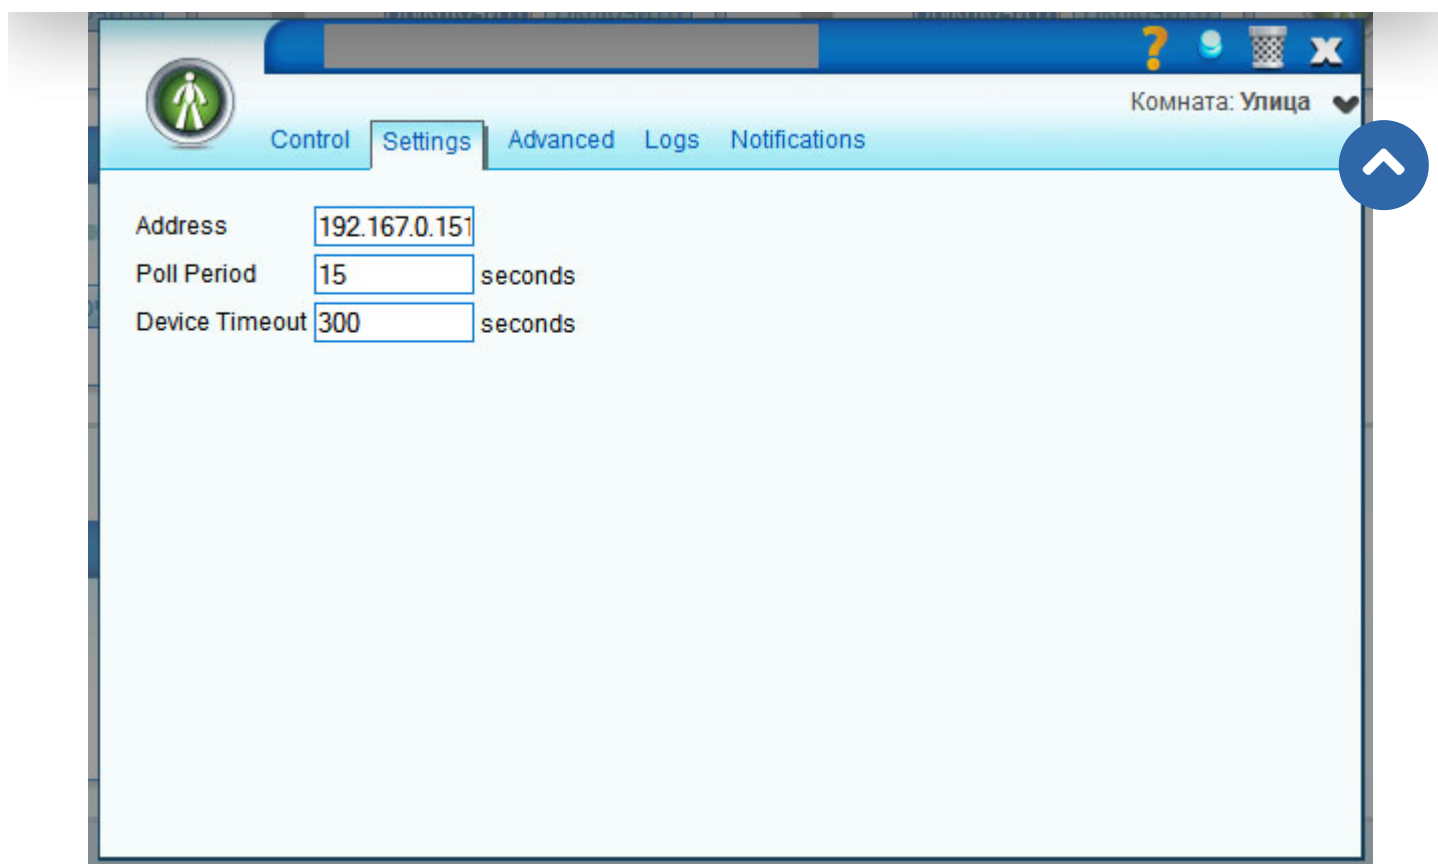 Комната: Улица
Control Settings Advanced Logs Notifications
Address 192.167.0.151
Poll Period 15 seconds
Device Timeout 300 seconds